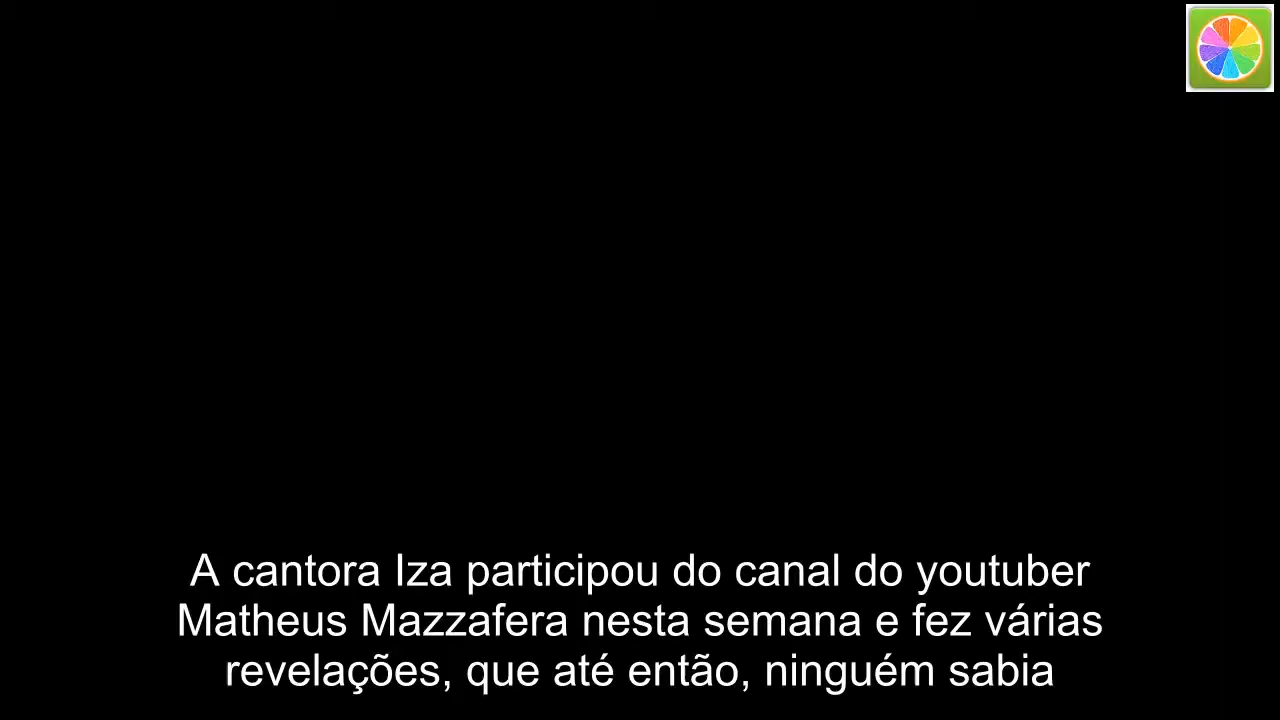 A cantora Iza participou do canal do youtuber
Matheus Mazzafera nesta semana e fez várias
revelações, que até então, ninguém sabia